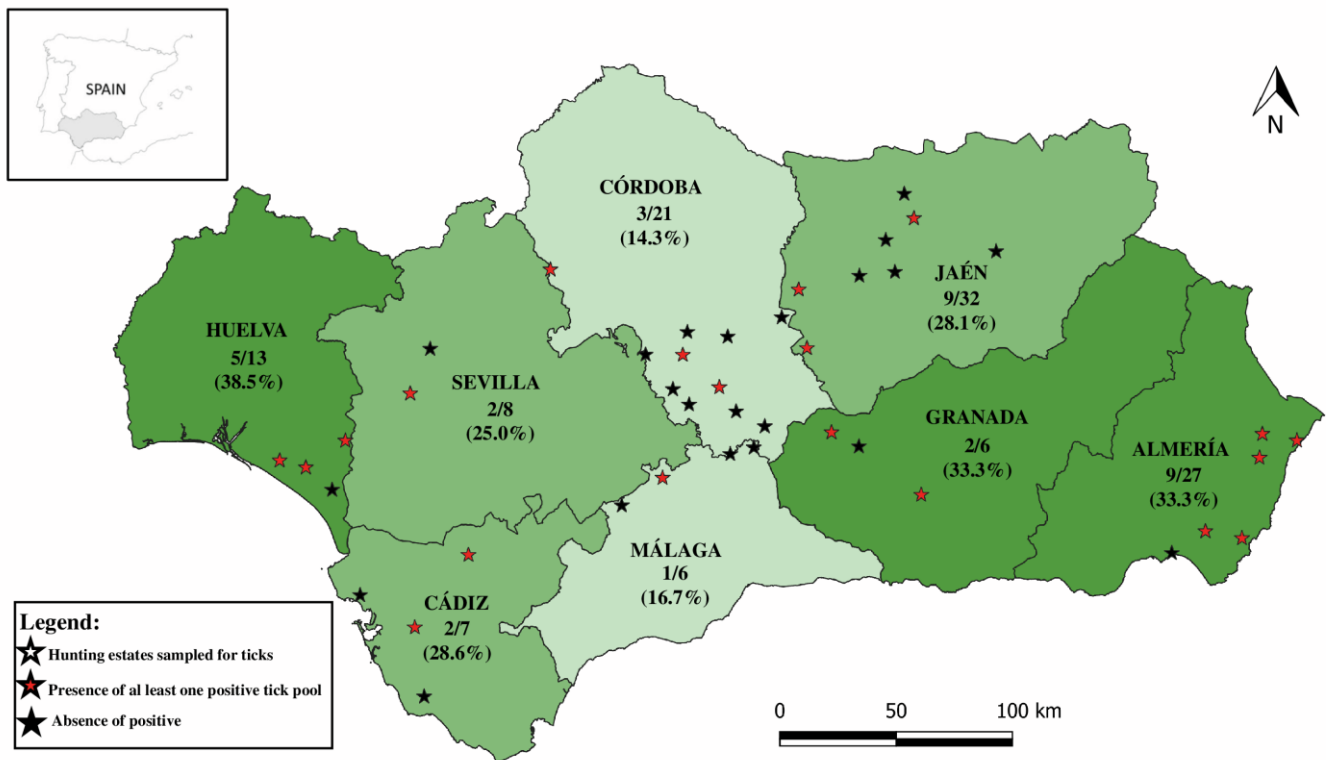 SPAIN
N
CÓRDOBA
3/21
(14.3%)
JAÉN
9/32
(28.1%)
HUELVA
5/13
(38.5%)
SEVILLA
2/8
(25.0%)
GRANADA
2/6
(33.3%)
ALMERÍA
9/27
(33.3%)
MÁLAGA
1/6
(16.7%)
CÁDIZ
2/7
(28.6%)
Legend:
Hunting estates sampled for ticks
Presence of al least one positive tick pool
Absence of positive
0 50 100 km